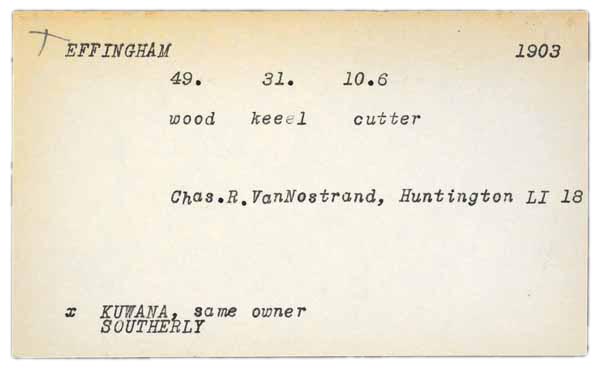 EFFINGHAM 1903
49. 31. 10.6
wood keeel cutter
Chas.R.VanNostrand, Huntington LI 18
x KUWANA, same owner
SOUTHERLY